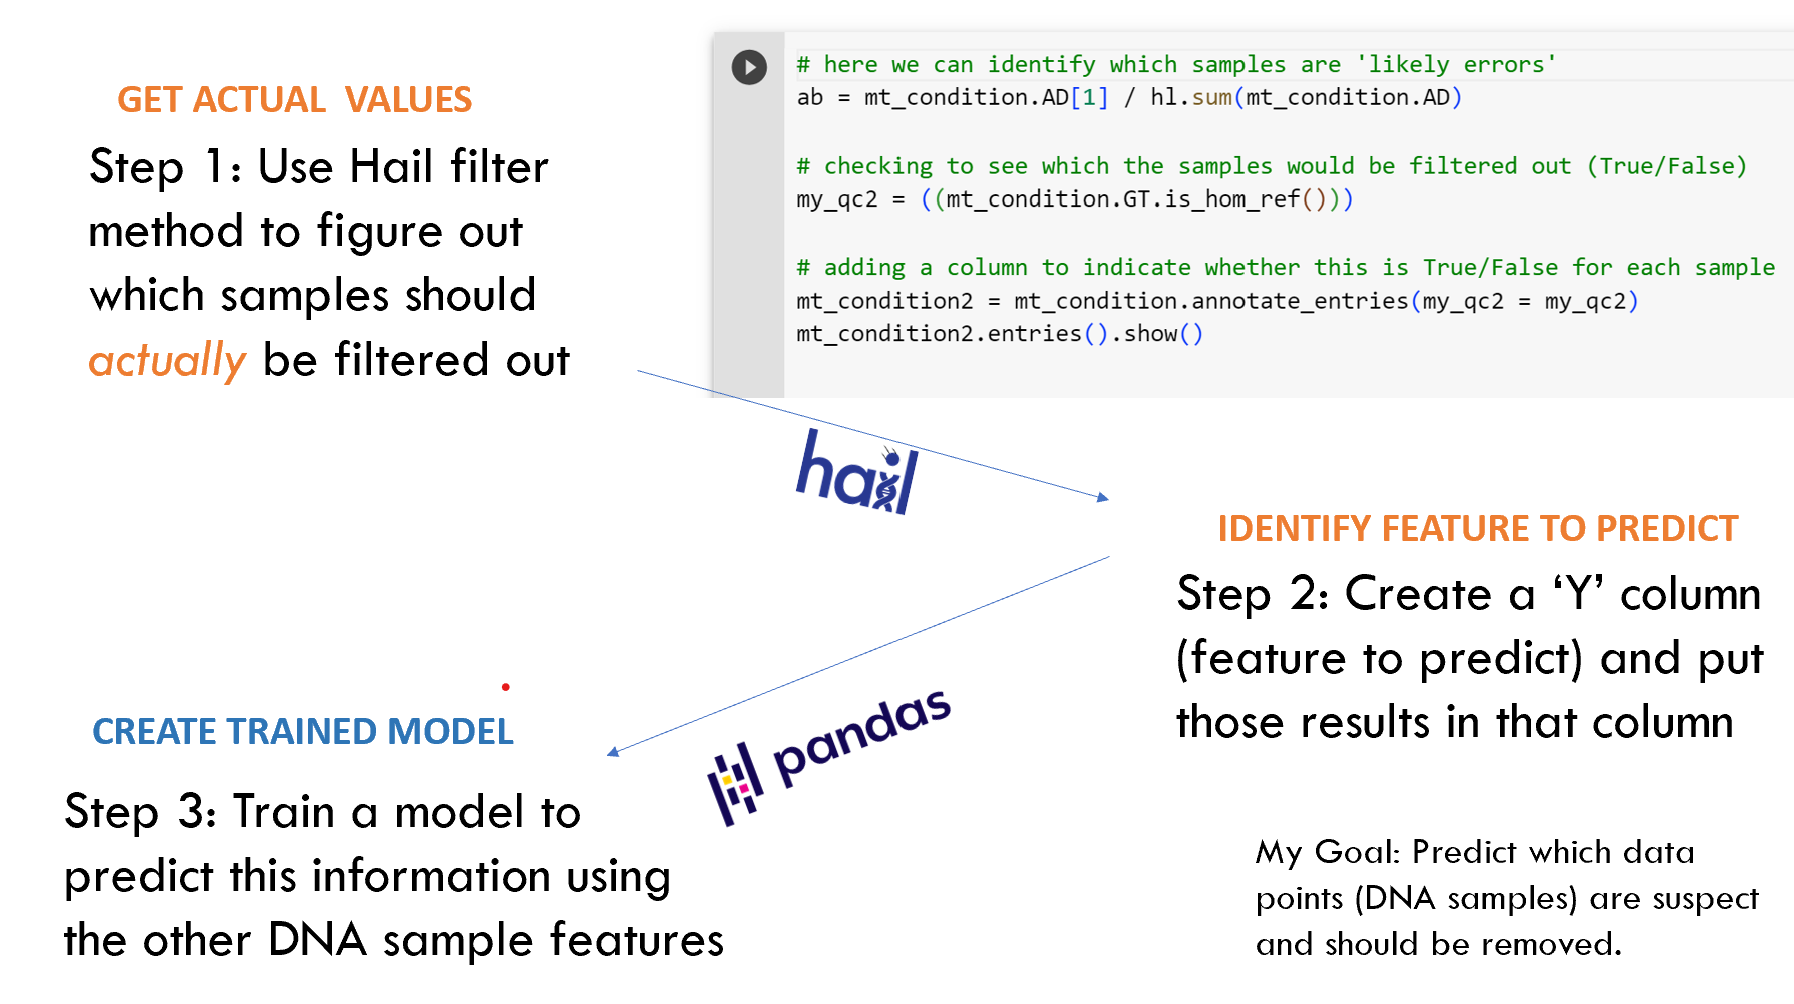 GET ACTUAL VALUES
Step 1: Use Hail filter
method to figure out
which samples should
actually be filtered out
# here we can identify which samples are 'likely errors'
ab = mt_condition.AD[1] / hl.sum(mt_condition.AD)
# checking to see which the samples would be filtered out (True/False)
my_qc2 = ((mt_condition.GT.is_hom_ref()))
# adding a column to indicate whether this is True/False for each sample
mt_condition2 = mt_condition.annotate_entries(my_qc2 = my_qc2)
mt_condition2.entries().show()
hail
IDENTIFY FEATURE TO PREDICT
Step 2: Create a ‘Y’ column
(feature to predict) and put
those results in that column
pandas
CREATE TRAINED MODEL
Step 3: Train a model to
predict this information using
the other DNA sample features
My Goal: Predict which data
points (DNA samples) are suspect
and should be removed.